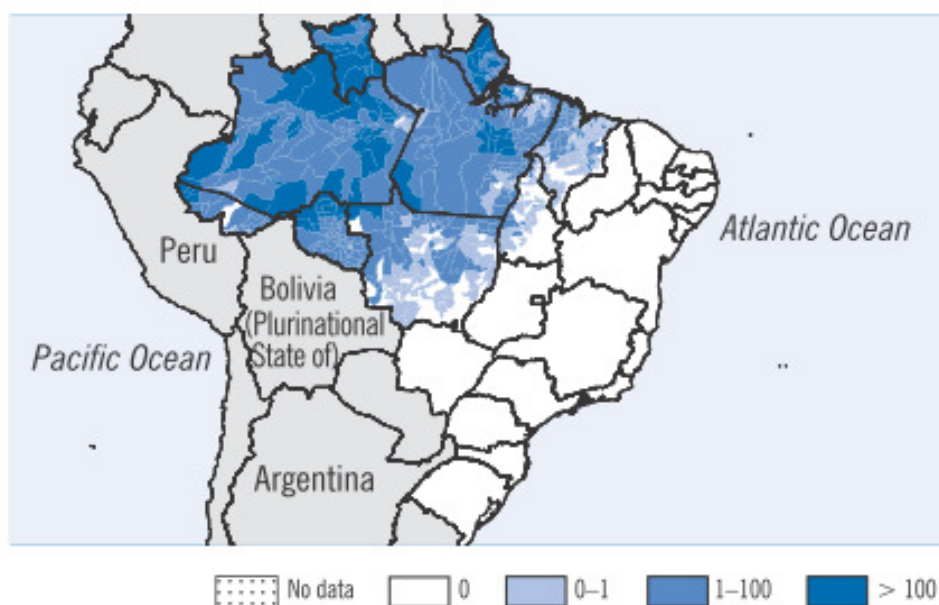 Atlantic Ocean
Peru
Bolivia
(Plurinational
State of)
Pacific Ocean
Argentina
No data
0
0–1
1–100
> 100